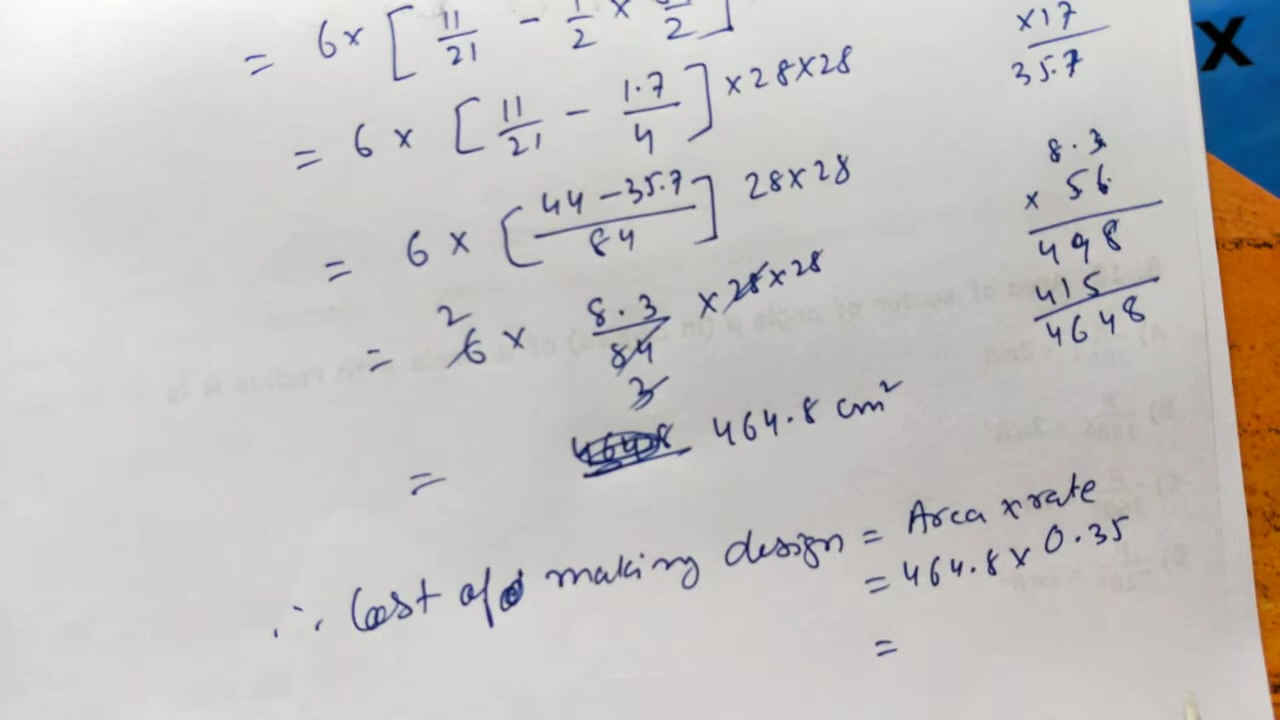 = 6 × [ 11/21 - 1/2 ×
= 6 × [ 11/21 - 1.7/4 ] × 28 × 28
= 6 × [ 44 - 35.7 / 84 ] 28 × 28
= 2 6 × 8.3/84 × 28 × 28
3
= 464.8 cm²
∴ Cost of making design = Area × rate
= 464.8 × 0.35
=
×17
35.7
8.3
× 56
498
415
4648
X